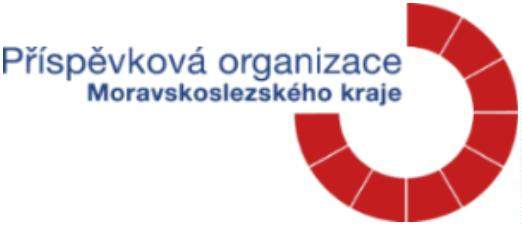 Příspěvková organizace
Moravskoslezského kraje